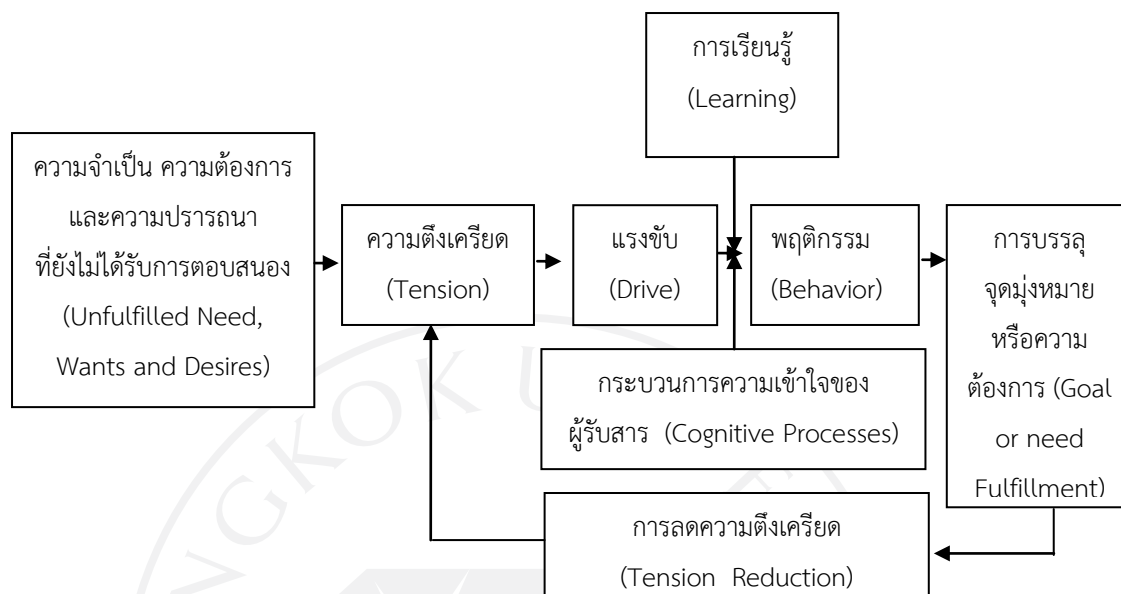 การเรียนรู้
(Learning)
ความจำเป็น ความต้องการ
และความปรารถนา
ที่ยังไม่ได้รับการตอบสนอง
(Unfulfilled Need,
Wants and Desires)
ความตึงเครียด
(Tension)
แรงขับ
(Drive)
พฤติกรรม
(Behavior)
การบรรลุ
จุดมุ่งหมาย
หรือความ
ต้องการ (Goal
or need
Fulfillment)
กระบวนการความเข้าใจของ
ผู้รับสาร (Cognitive Processes)
การลดความตึงเครียด
(Tension Reduction)